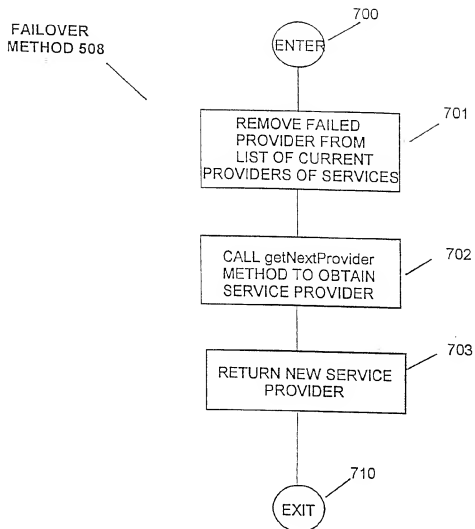 FAILOVER
METHOD 508
700
ENTER
701
REMOVE FAILED
PROVIDER FROM
LIST OF CURRENT
PROVIDERS OF SERVICES
702
CALL getNextProvider
METHOD TO OBTAIN
SERVICE PROVIDER
703
RETURN NEW SERVICE
PROVIDER
710
EXIT